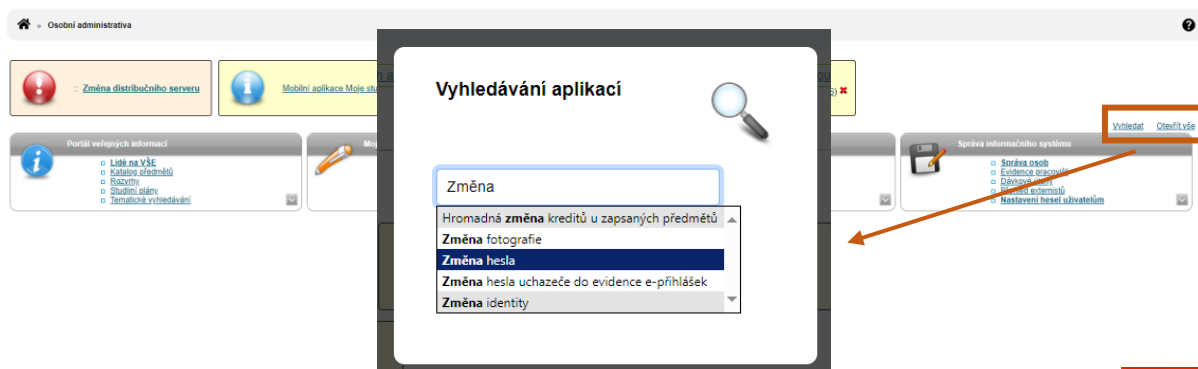 » Osobní administrativa
:: Změna distribučního serveru
Mobilní aplikace Moje stu
Vyhledat Otevřít vše
Portál veřejných informací
Lidé na VŠE
Katalog předmětů
Rozvrhy
Studijní plány
Tematické vyhledávání
Moj
Vyhledávání aplikací
Změna
Hromadná změna kreditů u zapsaných předmětů
Změna fotografie
Změna hesla
Změna hesla uchazeče do evidence e-přihlášek
Změna identity
Správa informačního systému
Správa osob
Evidence pracovišť
Dávkové úlohy
Přehled externistů
Nastavení hesel uživatelům